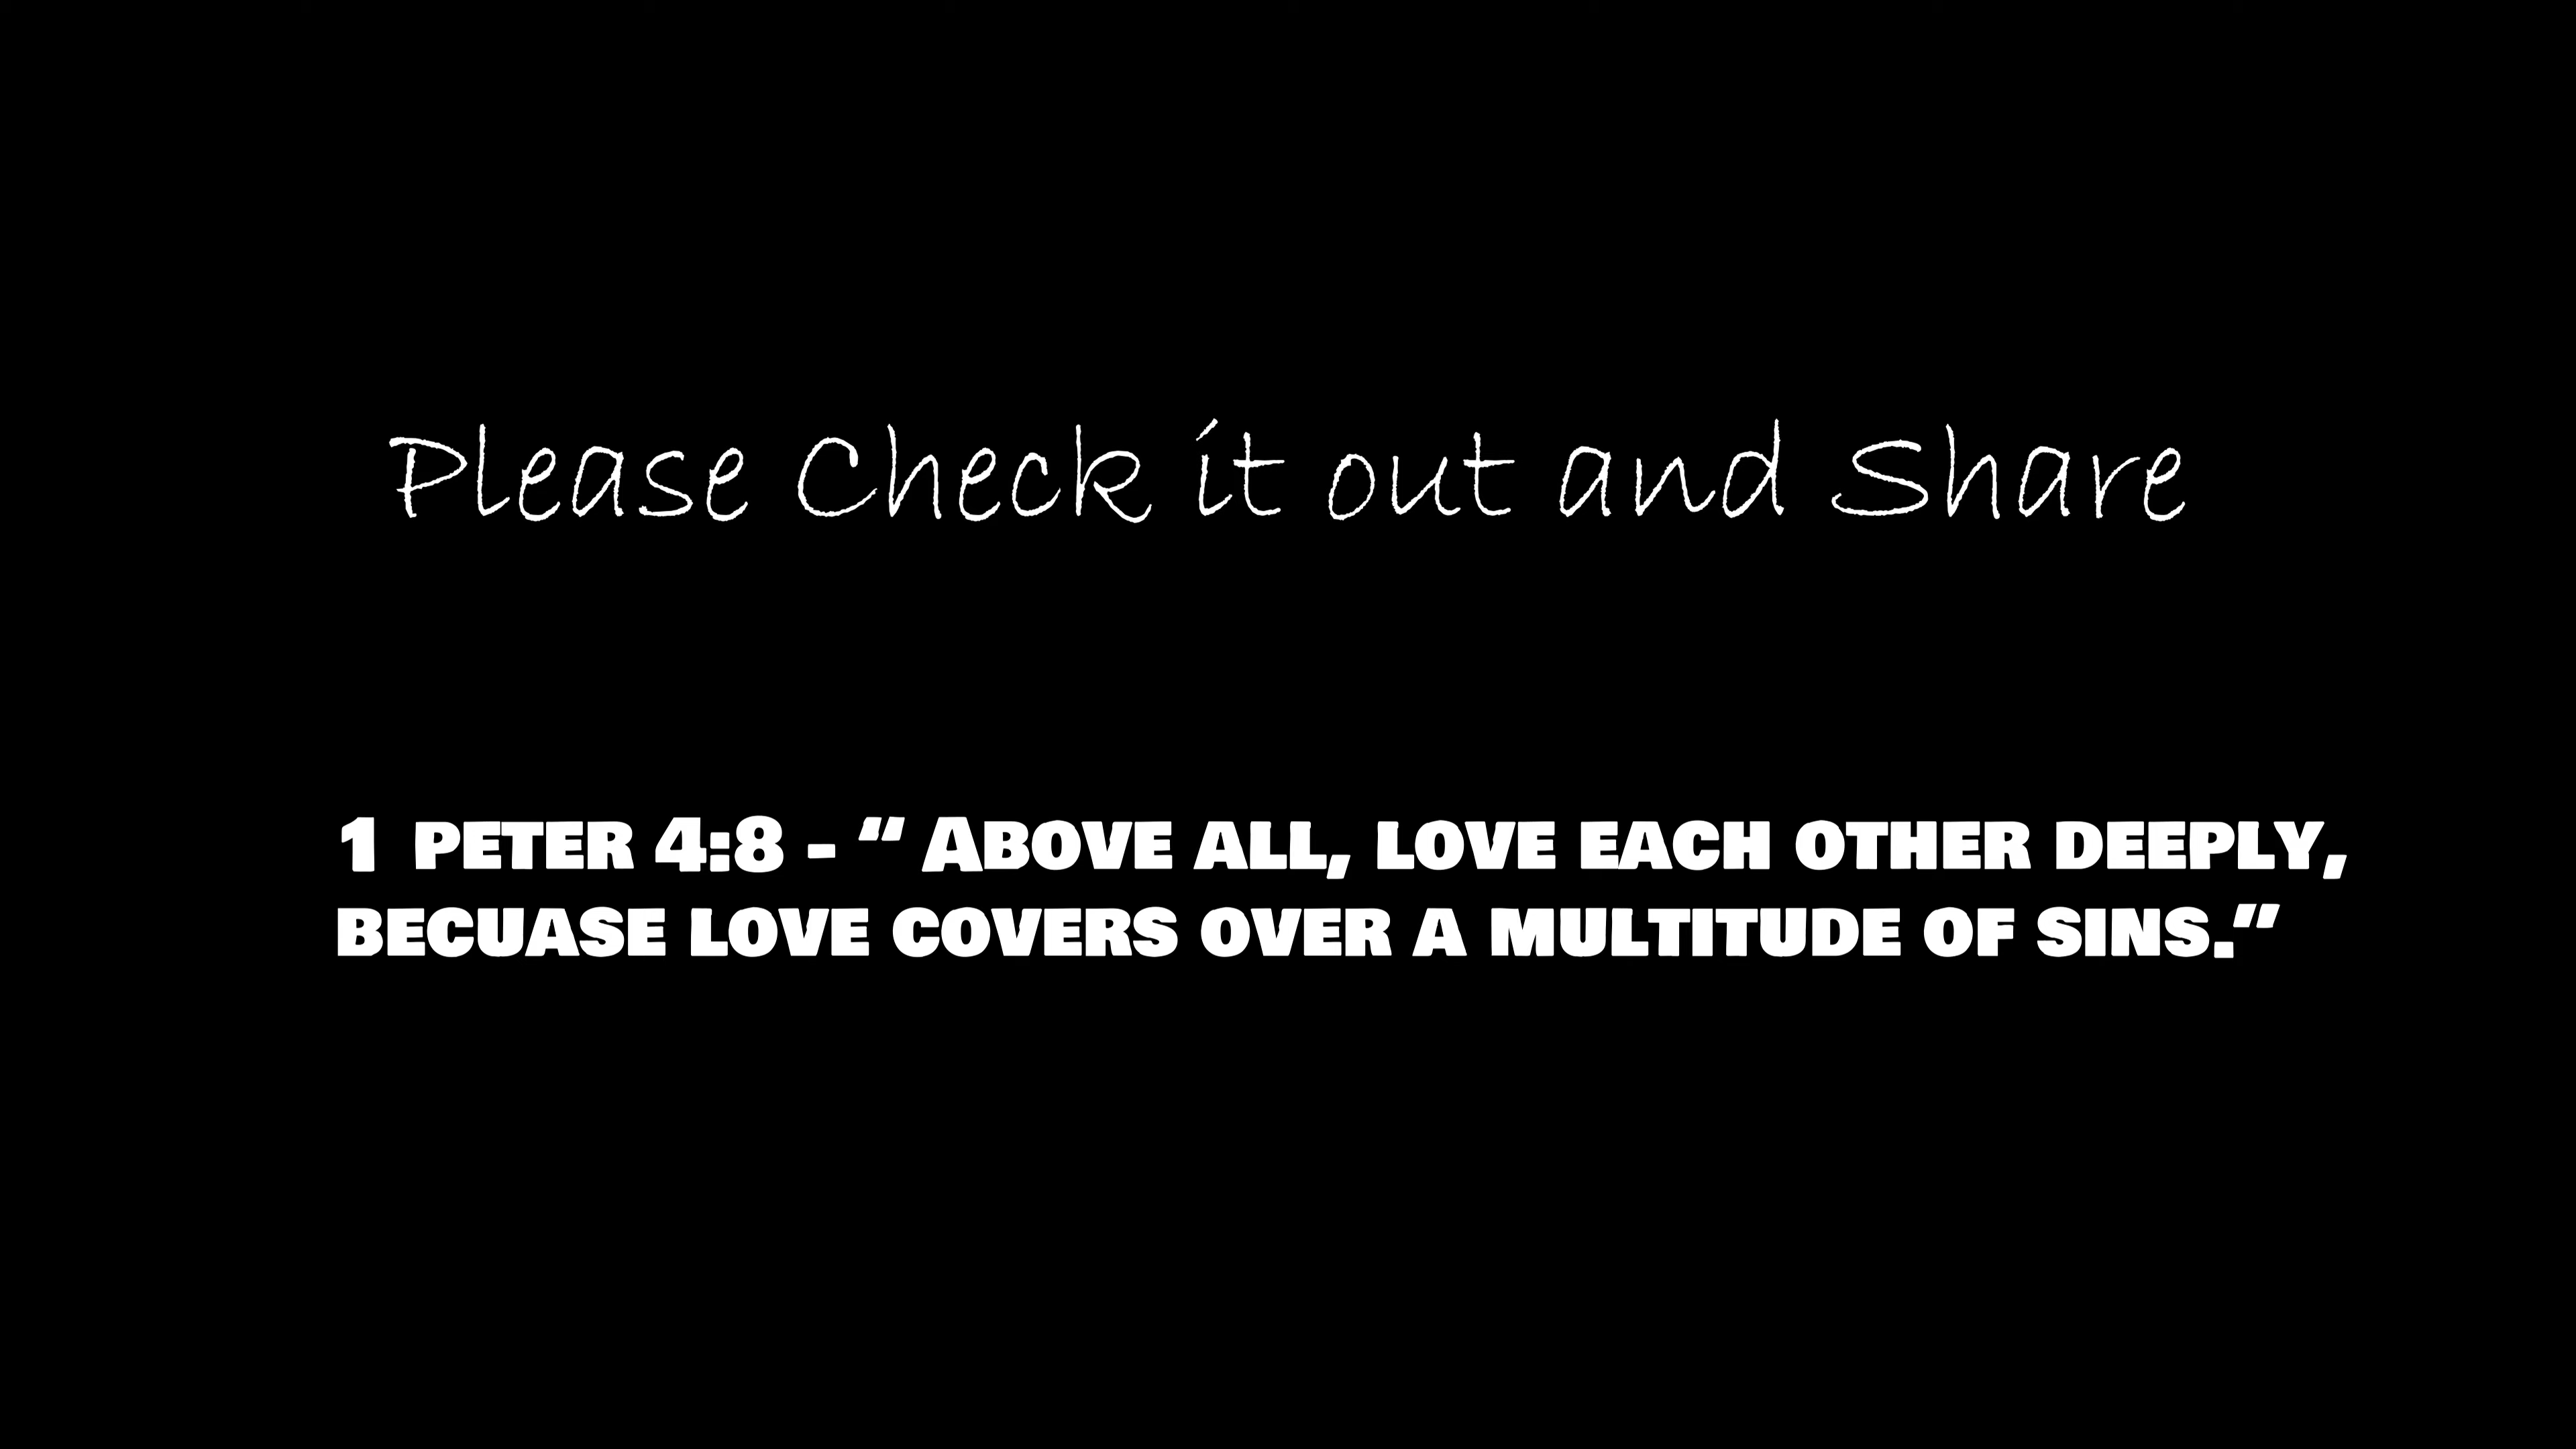 Please Check it out and Share
1 PETER 4:8 - “ ABOVE ALL, LOVE EACH OTHER DEEPLY,
BECUASE LOVE COVERS OVER A MULTITUDE OF SINS.“